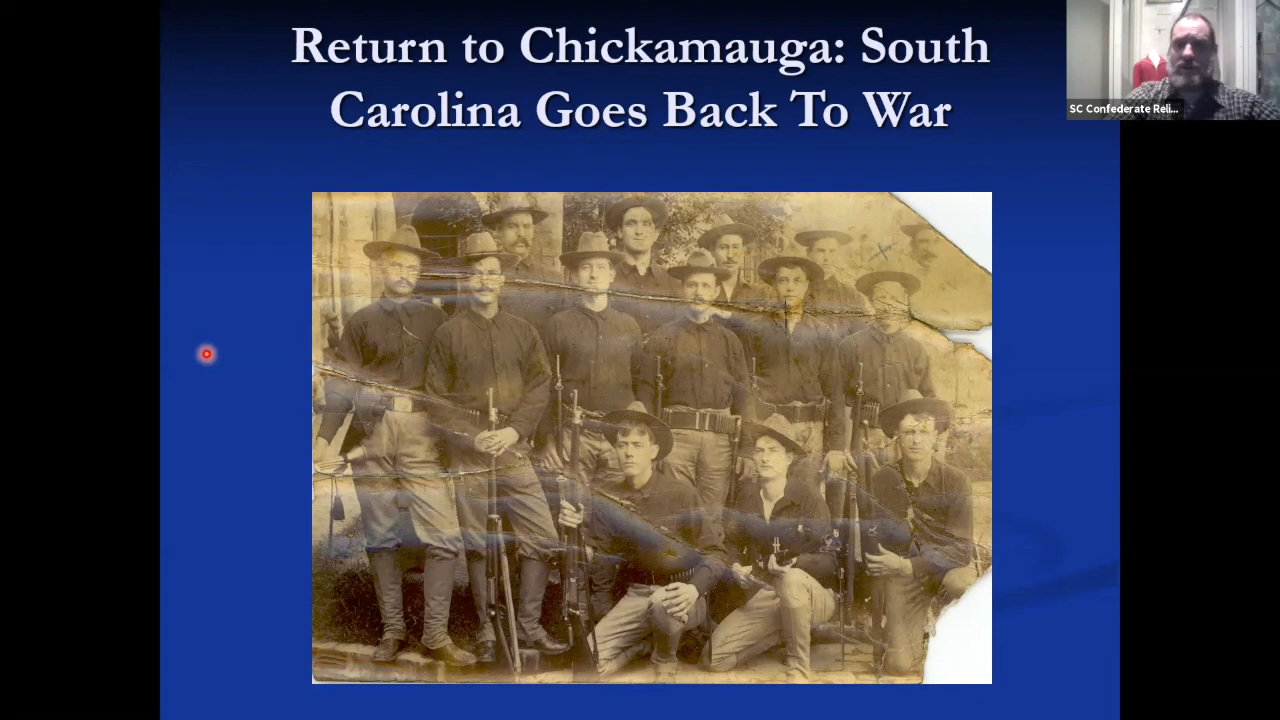 Return to Chickamauga: South
Carolina Goes Back To War
SC Confederate Reli...